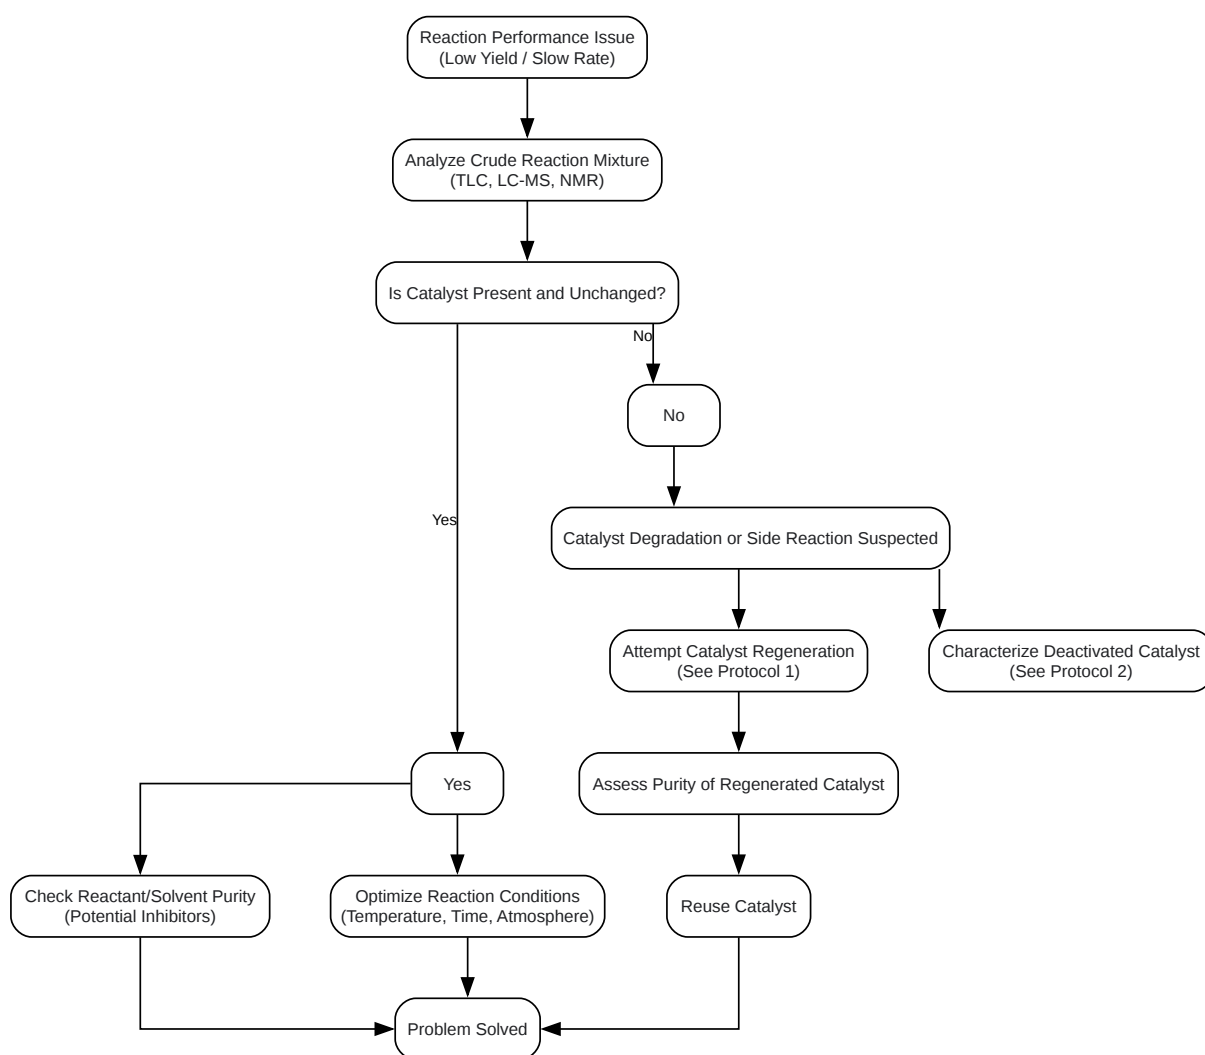 Reaction Performance Issue
(Low Yield / Slow Rate)
Analyze Crude Reaction Mixture
(TLC, LC-MS, NMR)
Is Catalyst Present and Unchanged?
No
No
Yes
Catalyst Degradation or Side Reaction Suspected
Attempt Catalyst Regeneration
(See Protocol 1)
Characterize Deactivated Catalyst
(See Protocol 2)
Yes
Assess Purity of Regenerated Catalyst
Check Reactant/Solvent Purity
(Potential Inhibitors)
Optimize Reaction Conditions
(Temperature, Time, Atmosphere)
Reuse Catalyst
Problem Solved